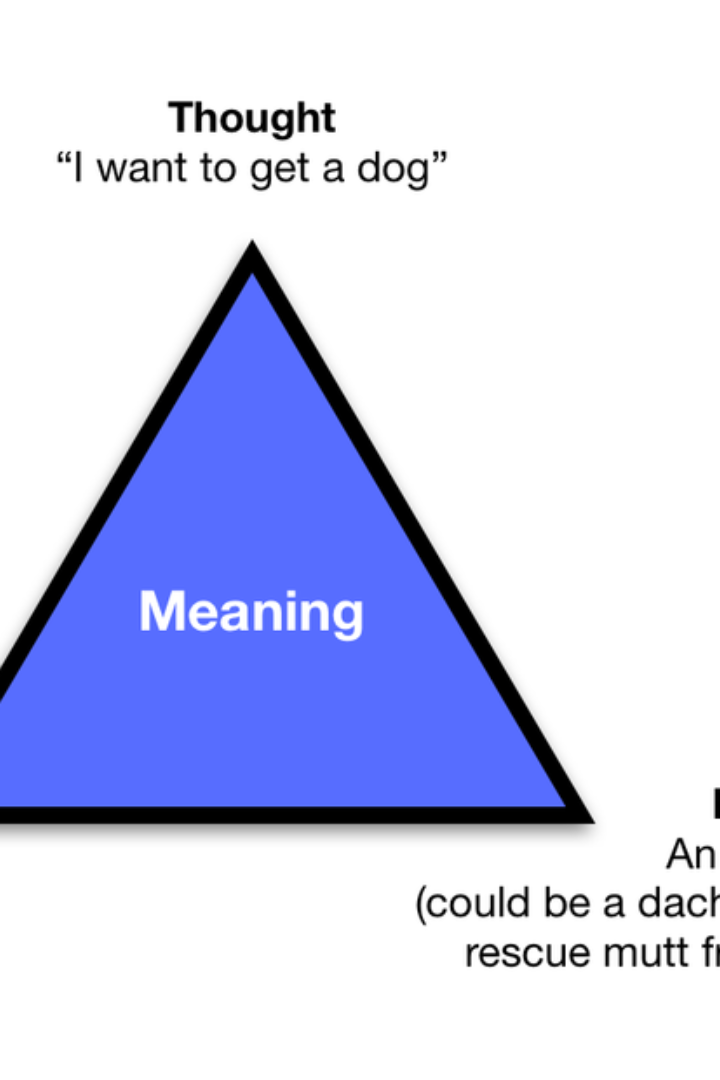 Thought
“I want to get a dog”
Meaning
An
(could be a
rescue mutt